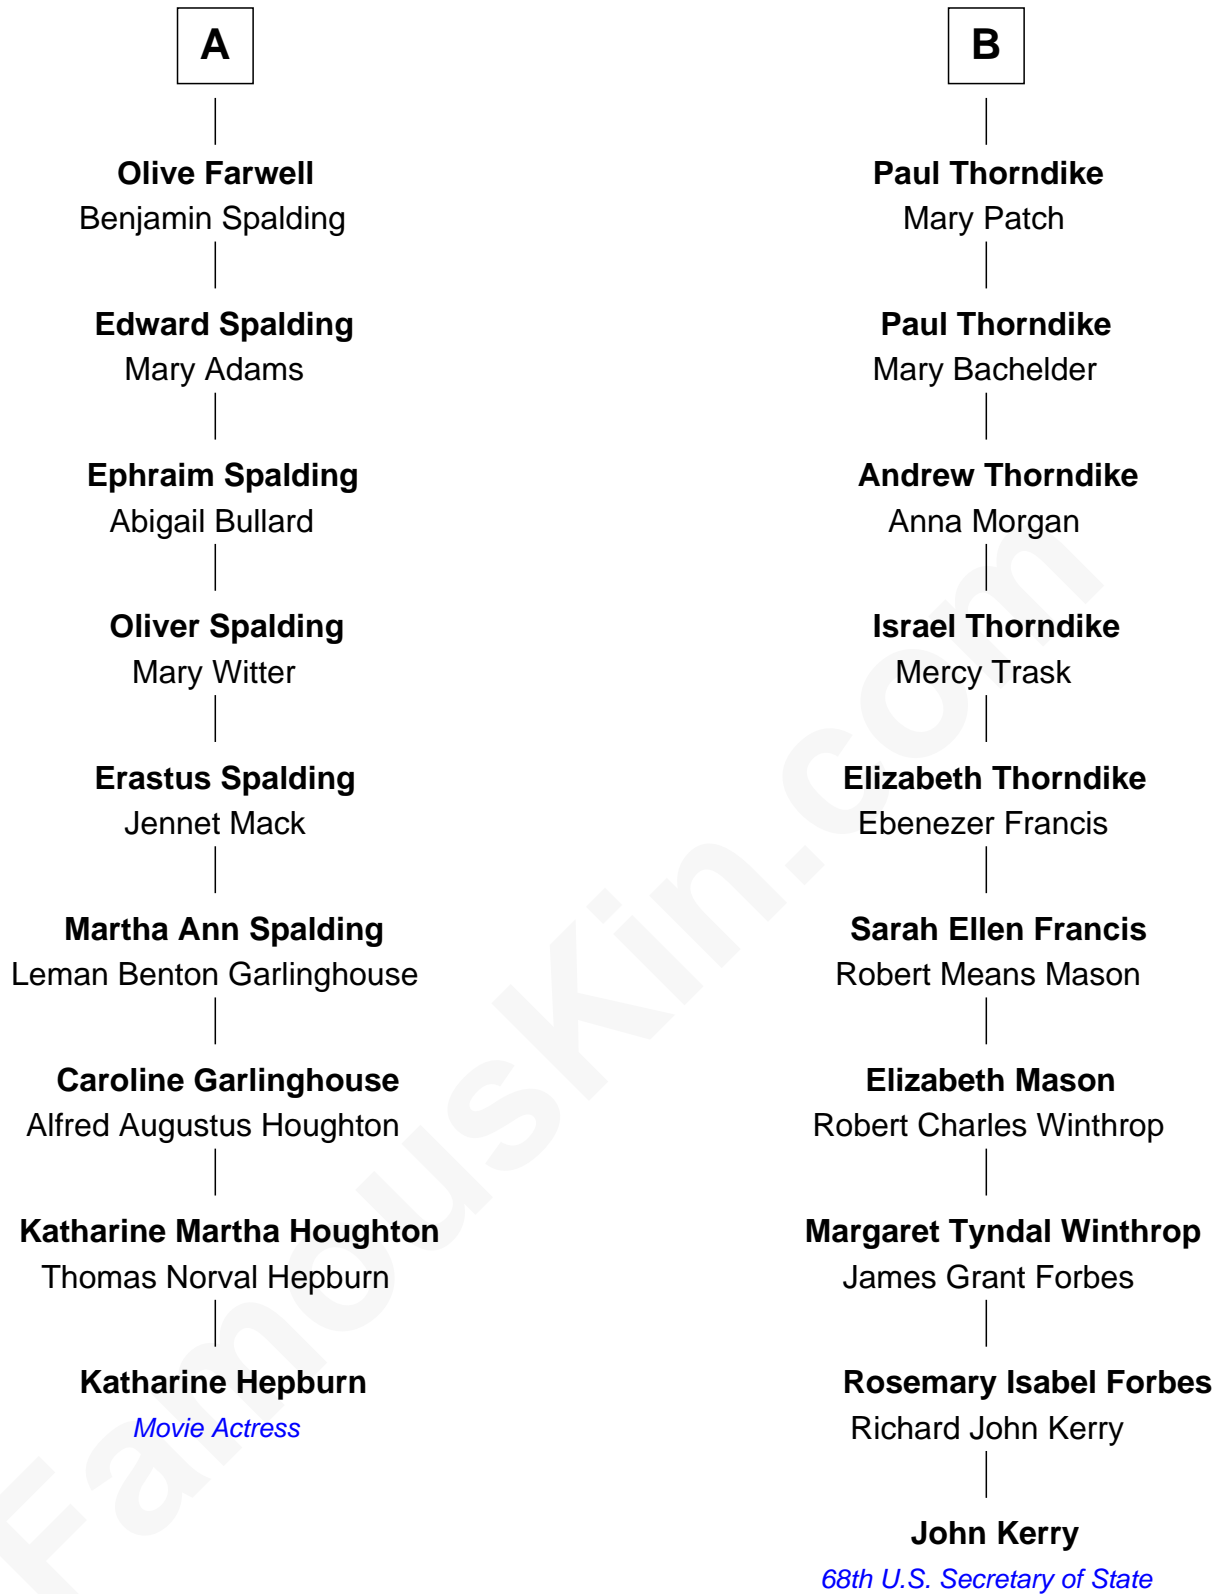 A
Olive Farwell
Benjamin Spalding
Edward Spalding
Mary Adams
Ephraim Spalding
Abigail Bullard
Oliver Spalding
Mary Witter
Erastus Spalding
Jennet Mack
Martha Ann Spalding
Leman Benton Garlinghouse
Caroline Garlinghouse
Alfred Augustus Houghton
Katharine Martha Houghton
Thomas Norval Hepburn
Katharine Hepburn
Movie Actress
B
Paul Thorndike
Mary Patch
Paul Thorndike
Mary Bachelder
Andrew Thorndike
Anna Morgan
Israel Thorndike
Mercy Trask
Elizabeth Thorndike
Ebenezer Francis
Sarah Ellen Francis
Robert Means Mason
Elizabeth Mason
Robert Charles Winthrop
Margaret Tyndal Winthrop
James Grant Forbes
Rosemary Isabel Forbes
Richard John Kerry
John Kerry
68th U.S. Secretary of State
FamousKin.com